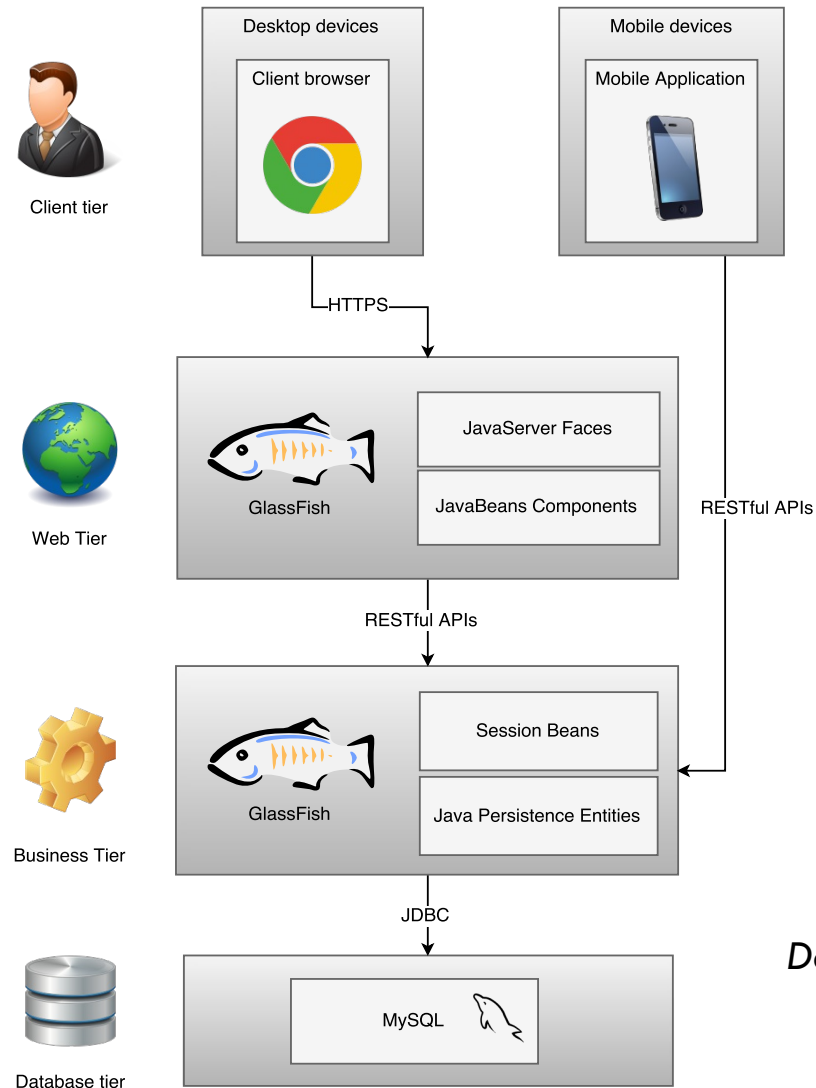 Desktop devices
Mobile devices
Client browser
Mobile Application
Client tier
HTTPS
JavaServer Faces
GlassFish
JavaBeans Components
RESTful APIs
Web Tier
RESTful APIs
Session Beans
GlassFish
Java Persistence Entities
Business Tier
JDBC
MySQL
Database tier